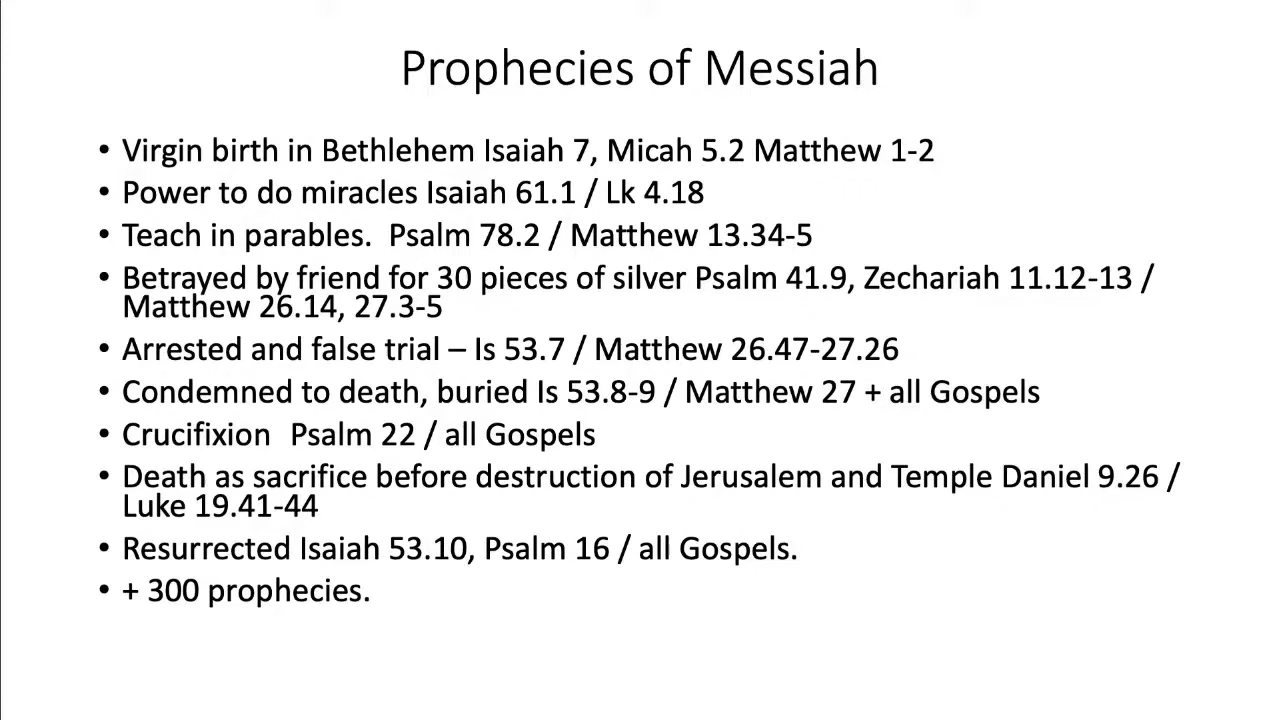 Prophecies of Messiah
• Virgin birth in Bethlehem Isaiah 7, Micah 5.2 Matthew 1-2
• Power to do miracles Isaiah 61.1 / Lk 4.18
• Teach in parables.  Psalm 78.2 / Matthew 13.34-5
• Betrayed by friend for 30 pieces of silver Psalm 41.9, Zechariah 11.12-13 /
Matthew 26.14, 27.3-5
• Arrested and false trial – Is 53.7 / Matthew 26.47-27.26
• Condemned to death, buried Is 53.8-9 / Matthew 27 + all Gospels
• Crucifixion  Psalm 22 / all Gospels
• Death as sacrifice before destruction of Jerusalem and Temple Daniel 9.26 /
Luke 19.41-44
• Resurrected Isaiah 53.10, Psalm 16 / all Gospels.
• + 300 prophecies.